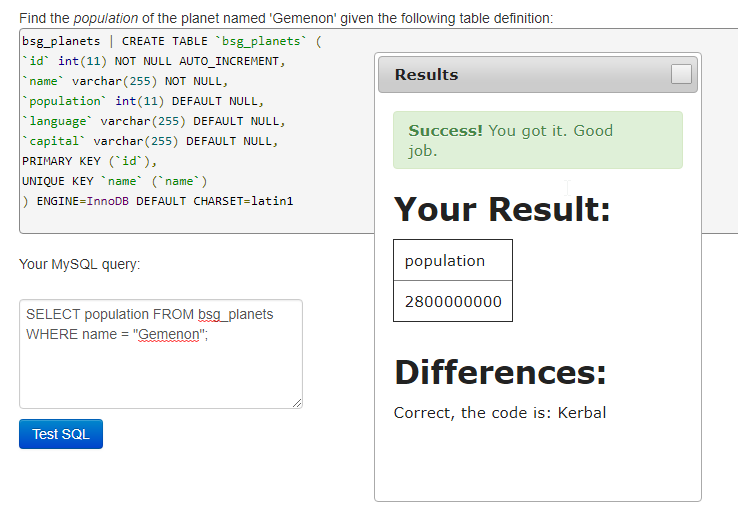 Find the population of the planet named 'Gemenon' given the following table definition:
bsg_planets | CREATE TABLE `bsg_planets` (
`id` int(11) NOT NULL AUTO_INCREMENT,
`name` varchar(255) NOT NULL,
`population` int(11) DEFAULT NULL,
`language` varchar(255) DEFAULT NULL,
`capital` varchar(255) DEFAULT NULL,
PRIMARY KEY (`id`),
UNIQUE KEY `name` (`name`)
) ENGINE=InnoDB DEFAULT CHARSET=latin1
Your MySQL query:
SELECT population FROM bsg_planets
WHERE name = "Gemenon";
Test SQL
Results
Success! You got it. Good
job.
Your Result:
population
2800000000
Differences:
Correct, the code is: Kerbal